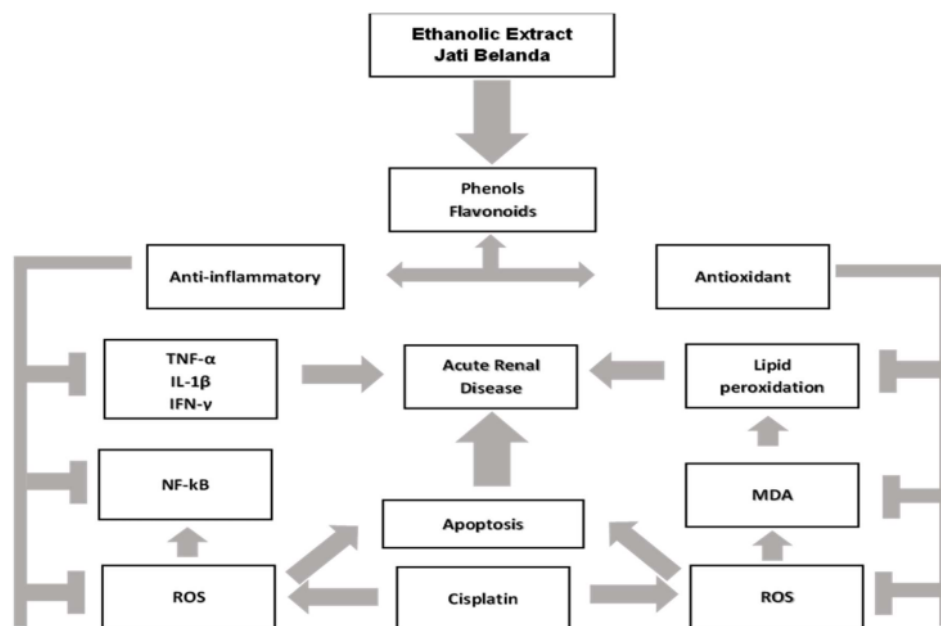 Ethanolic Extract
Jati Belanda
Phenols
Flavonoids
Anti-inflammatory
Antioxidant
TNF-α
IL-1β
IFN-γ
Acute Renal
Disease
Lipid
peroxidation
NF-kB
Apoptosis
MDA
ROS
Cisplatin
ROS